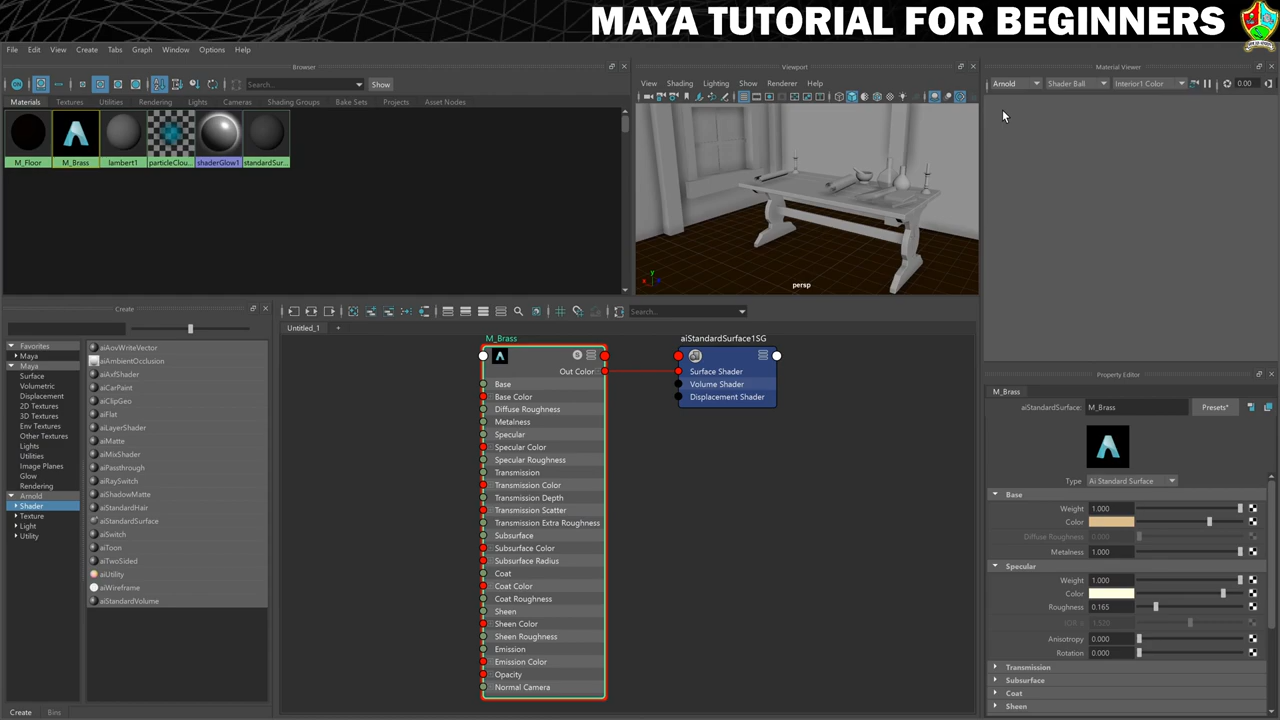 MAYA TUTORIAL FOR BEGINNERS
File Edit View Create Tabs Graph Window Options Help
Browser
Search...
Show
Materials Textures Utilities Rendering Lights Cameras Shading Groups Bake Sets Projects Asset Nodes
M_Floor M_Brass lambert1 particleClou... shaderGlow1 standardSur...
Viewport
View Shading Lighting Show Renderer Panels
persp
Material Viewer
Arnold Shader Ball Interior1 Color 0.00
Create
Favorites
Maya
Maya
Surface
Volumetric
Displacement
2D Textures
3D Textures
Env Textures
Other Textures
Lights
Utilities
Image Planes
Glow
Rendering
Arnold
Shader
Texture
Light
Utility
aiAovWriteVector
aiAmbientOcclusion
aiAxfShader
aiCarPaint
aiClipGeo
aiFlat
aiLayerShader
aiMatte
aiMixShader
aiPassthrough
aiRaySwitch
aiShadowMatte
aiStandardHair
aiStandardSurface
aiSwitch
aiToon
aiTwoSided
aiUtility
aiWireframe
aiStandardVolume
Create Bins
Search...
Untitled_1 +
M_Brass
Out Color
Base
Base Color
Diffuse Roughness
Metalness
Specular
Specular Color
Specular Roughness
Transmission
Transmission Color
Transmission Depth
Transmission Scatter
Transmission Extra Roughness
Subsurface
Subsurface Color
Subsurface Radius
Coat
Coat Color
Coat Roughness
Sheen
Sheen Color
Sheen Roughness
Emission
Emission Color
Opacity
Normal Camera
aiStandardSurface1SG
Surface Shader
Volume Shader
Displacement Shader
Property Editor
M_Brass
aiStandardSurface: M_Brass Presets*
Type Ai Standard Surface
Base
Weight 1.000
Color
Diffuse Roughness 0.000
Metalness 1.000
Specular
Weight 1.000
Color
Roughness 0.165
IOR 1.520
Anisotropy 0.000
Rotation 0.000
Transmission
Subsurface
Coat
Sheen